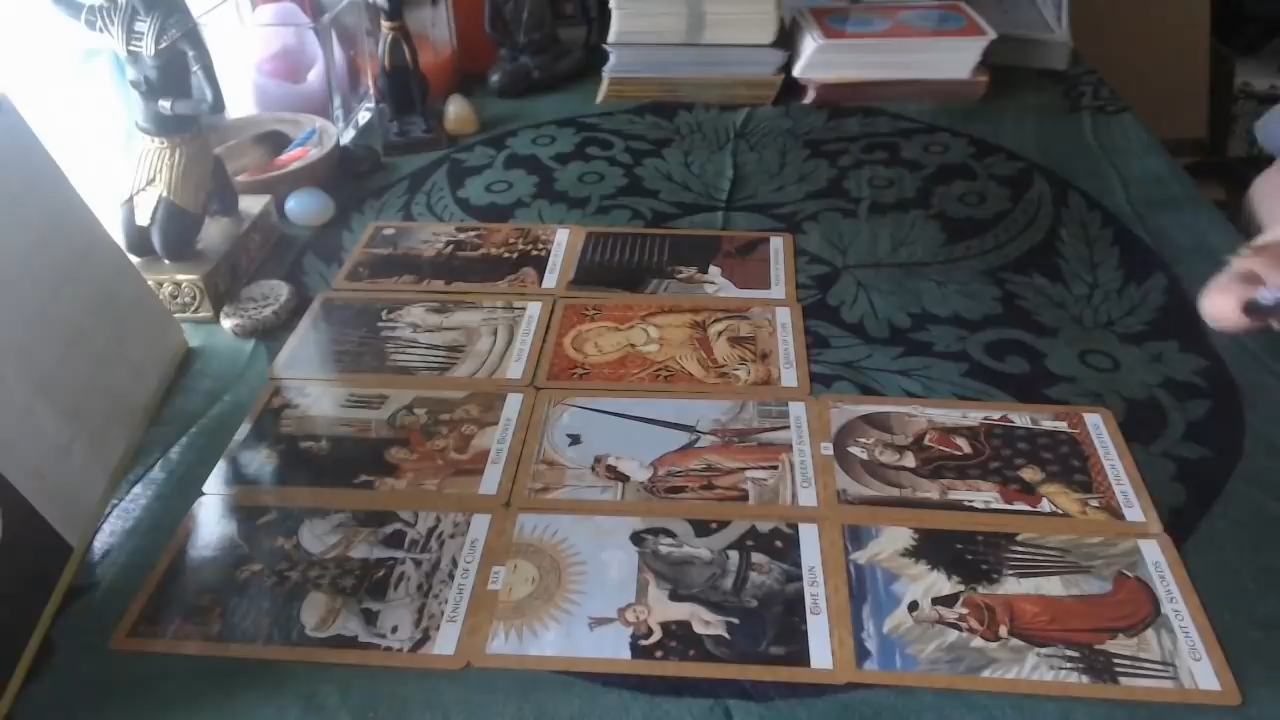 NINE OF WANDS
QUEEN OF CUPS
THE TOWER
QUEEN OF SWORDS
II
THE HIGH PRIESTESS
KNIGHT OF CUPS
XIX
THE SUN
EIGHT OF SWORDS